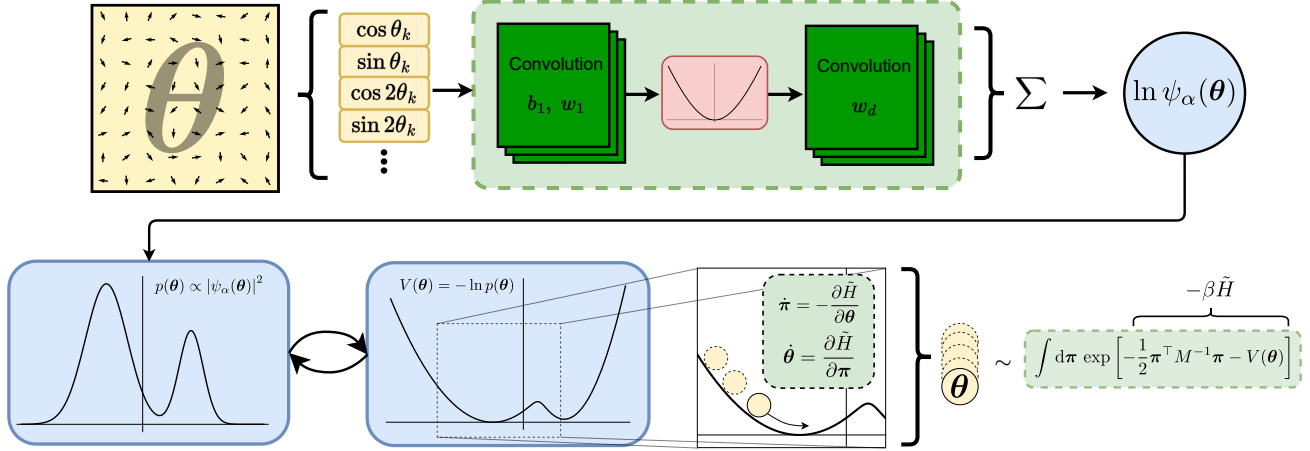 θ
cos θ_k
sin θ_k
cos 2θ_k
sin 2θ_k
⋮
Convolution
b_1, w_1
Convolution
w_d
∑
ln ψ_α(θ)
p(θ) ∝ |ψ_α(θ)|^2
V(θ) = − ln p(θ)
π̇ = −∂H̃/∂θ
θ̇ = ∂H̃/∂π
θ
∼
−βH̃
∫ dπ exp [−1/2 π^⊤ M^{−1} π − V(θ)]